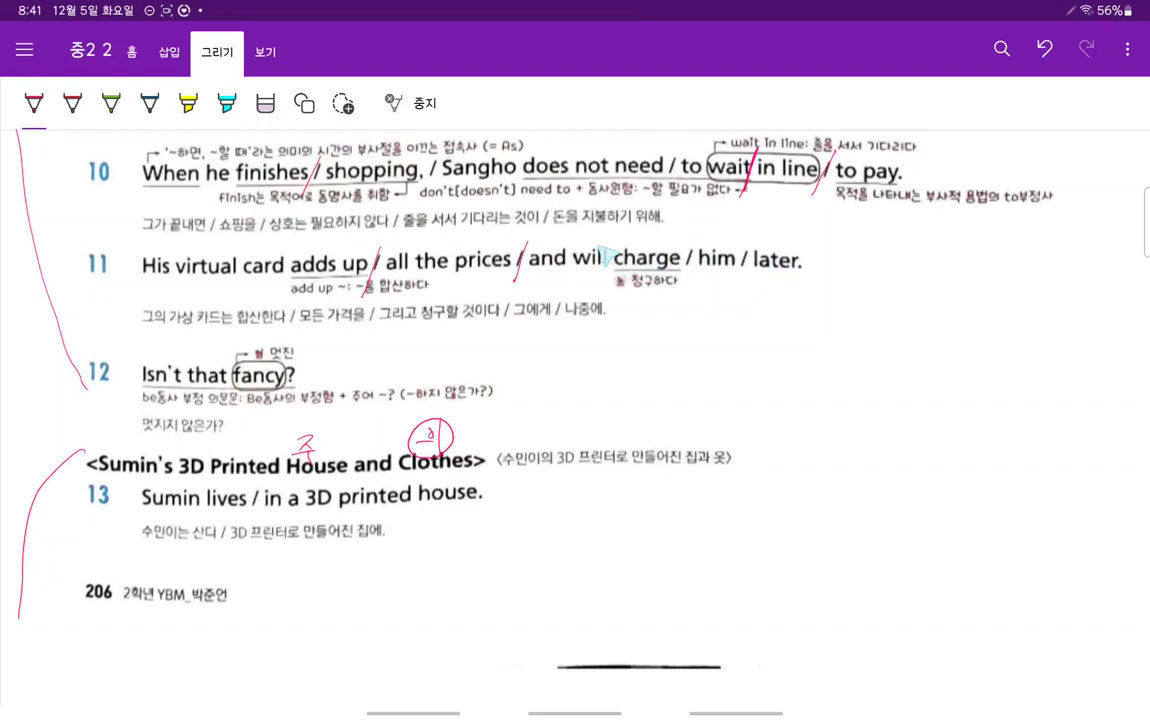 8:41 12월 5일 화요일
56%
중2 2 홈 삽입 그리기 보기
중지
'~하면, ~할 때'라는 의미의 시간의 부사절을 이끄는 접속사 (= As)
wait in line: 줄을 서서 기다리다
10 When he finishes / shopping, / Sangho does not need / to wait in line / to pay.
finish는 목적어로 동명사를 취함
don't[doesn't] need to + 동사원형: ~할 필요가 없다
목적을 나타내는 부사적 용법의 to부정사
그가 끝내면 / 쇼핑을 / 상호는 필요하지 않다 / 줄을 서서 기다리는 것이 / 돈을 지불하기 위해.
11 His virtual card adds up / all the prices / and will charge / him / later.
add up ~: ~을 합산하다
동 청구하다
그의 가상 카드는 합산한다 / 모든 가격을 / 그리고 청구할 것이다 / 그에게 / 나중에.
형 멋진
12 Isn't that fancy?
be동사 부정 의문문: Be동사의 부정형 + 주어 ~? (~하지 않은가?)
멋지지 않은가?
주 의
<Sumin's 3D Printed House and Clothes> <수민이의 3D 프린터로 만들어진 집과 옷>
13 Sumin lives / in a 3D printed house.
수민이는 산다 / 3D 프린터로 만들어진 집에.
206 2학년 YBM_박준언